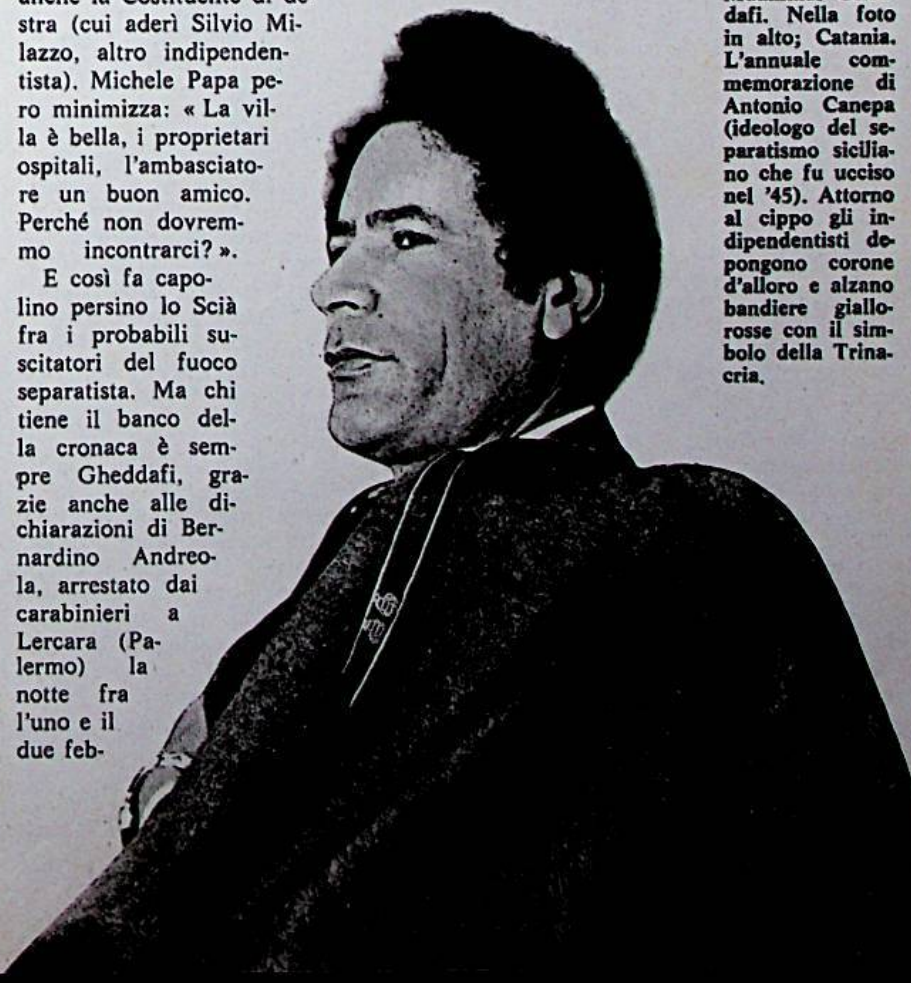 stra (cui aderì Silvio Mi-
lazzo, altro indipenden-
tista). Michele Papa pe-
ro minimizza: « La vil-
la è bella, i proprietari
ospitali, l'ambasciato-
re un buon amico.
Perché non dovrem-
mo incontrarci? ».
E così fa capo-
lino persino lo Scià
fra i probabili su-
scitatori del fuoco
separatista. Ma chi
tiene il banco del-
la cronaca è sem-
pre Gheddafi, gra-
zie anche alle di-
chiarazioni di Ber-
nardino Andreo-
la, arrestato dai
carabinieri a
Lercara (Pa-
lermo) la
notte fra
l'uno e il
due feb-
dafi. Nella foto
in alto; Catania.
L'annuale com-
memorazione di
Antonio Canepa
(ideologo del se-
paratismo sicilia-
no che fu ucciso
nel '45). Attorno
al cippo gli in-
dipendentisti de-
pongono corone
d'alloro e alzano
bandiere giallo-
rosse con il sim-
bolo della Trina-
cria.